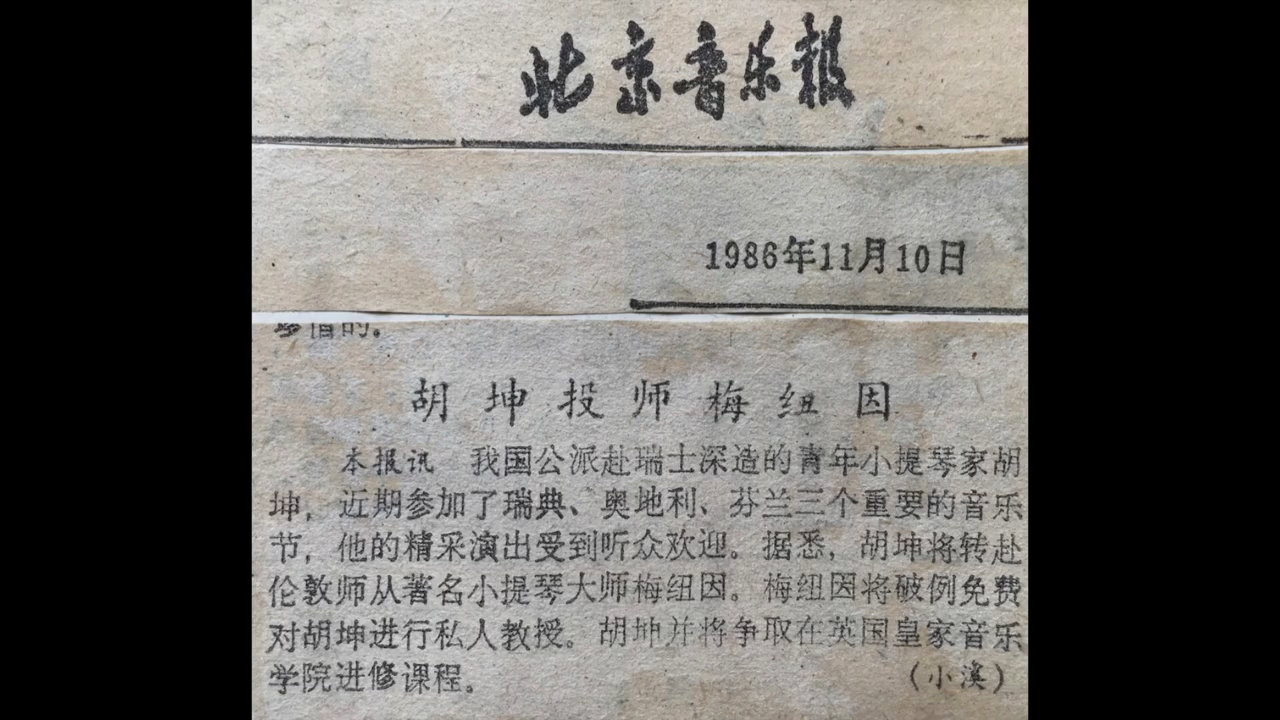 北京音乐报
1986年11月10日
珍惜的。
胡坤投师梅纽因
本报讯 我国公派赴瑞士深造的青年小提琴家胡
坤，近期参加了瑞典、奥地利、芬兰三个重要的音乐
节，他的精采演出受到听众欢迎。据悉，胡坤将转赴
伦敦师从著名小提琴大师梅纽因。梅纽因将破例免费
对胡坤进行私人教授。胡坤并将争取在英国皇家音乐
学院进修课程。 （小溪）